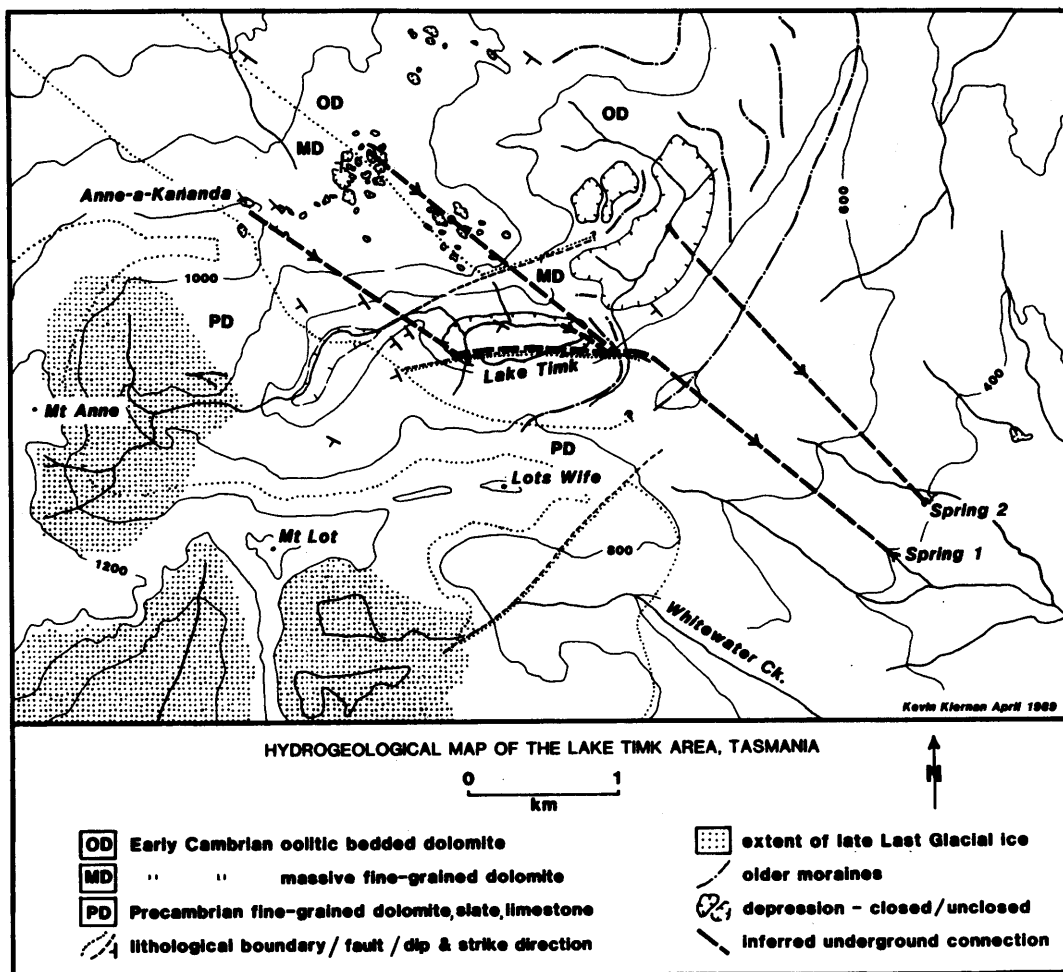 OD
OD
MD
Anne-a-Kananda
600
MD
1000
PD
Lake Timk
400
Mt Anne
PD
Lots Wife
Spring 2
Mt Lot
800
Spring 1
1200
Whitewater Ck.
Kevin Kiernan April 1989
HYDROGEOLOGICAL MAP OF THE LAKE TIMK AREA, TASMANIA
0 1
km
N
OD Early Cambrian oolitic bedded dolomite
MD " " massive fine-grained dolomite
PD Precambrian fine-grained dolomite, slate, limestone
lithological boundary / fault / dip & strike direction
extent of late Last Glacial ice
older moraines
depression - closed / unclosed
inferred underground connection